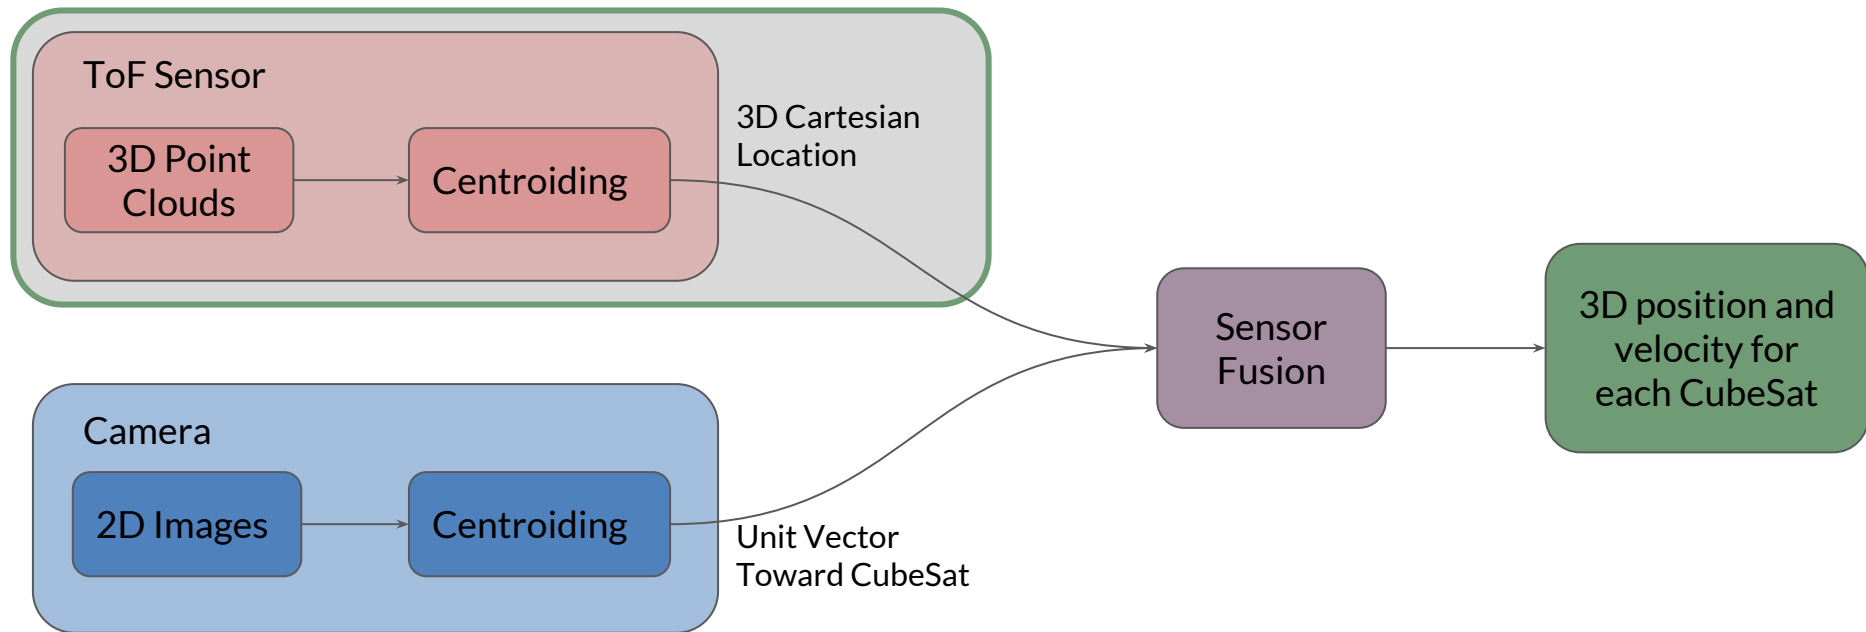 ToF Sensor
3D Point
Clouds
Centroiding
3D Cartesian
Location
Camera
2D Images
Centroiding
Unit Vector
Toward CubeSat
Sensor
Fusion
3D position and
velocity for
each CubeSat